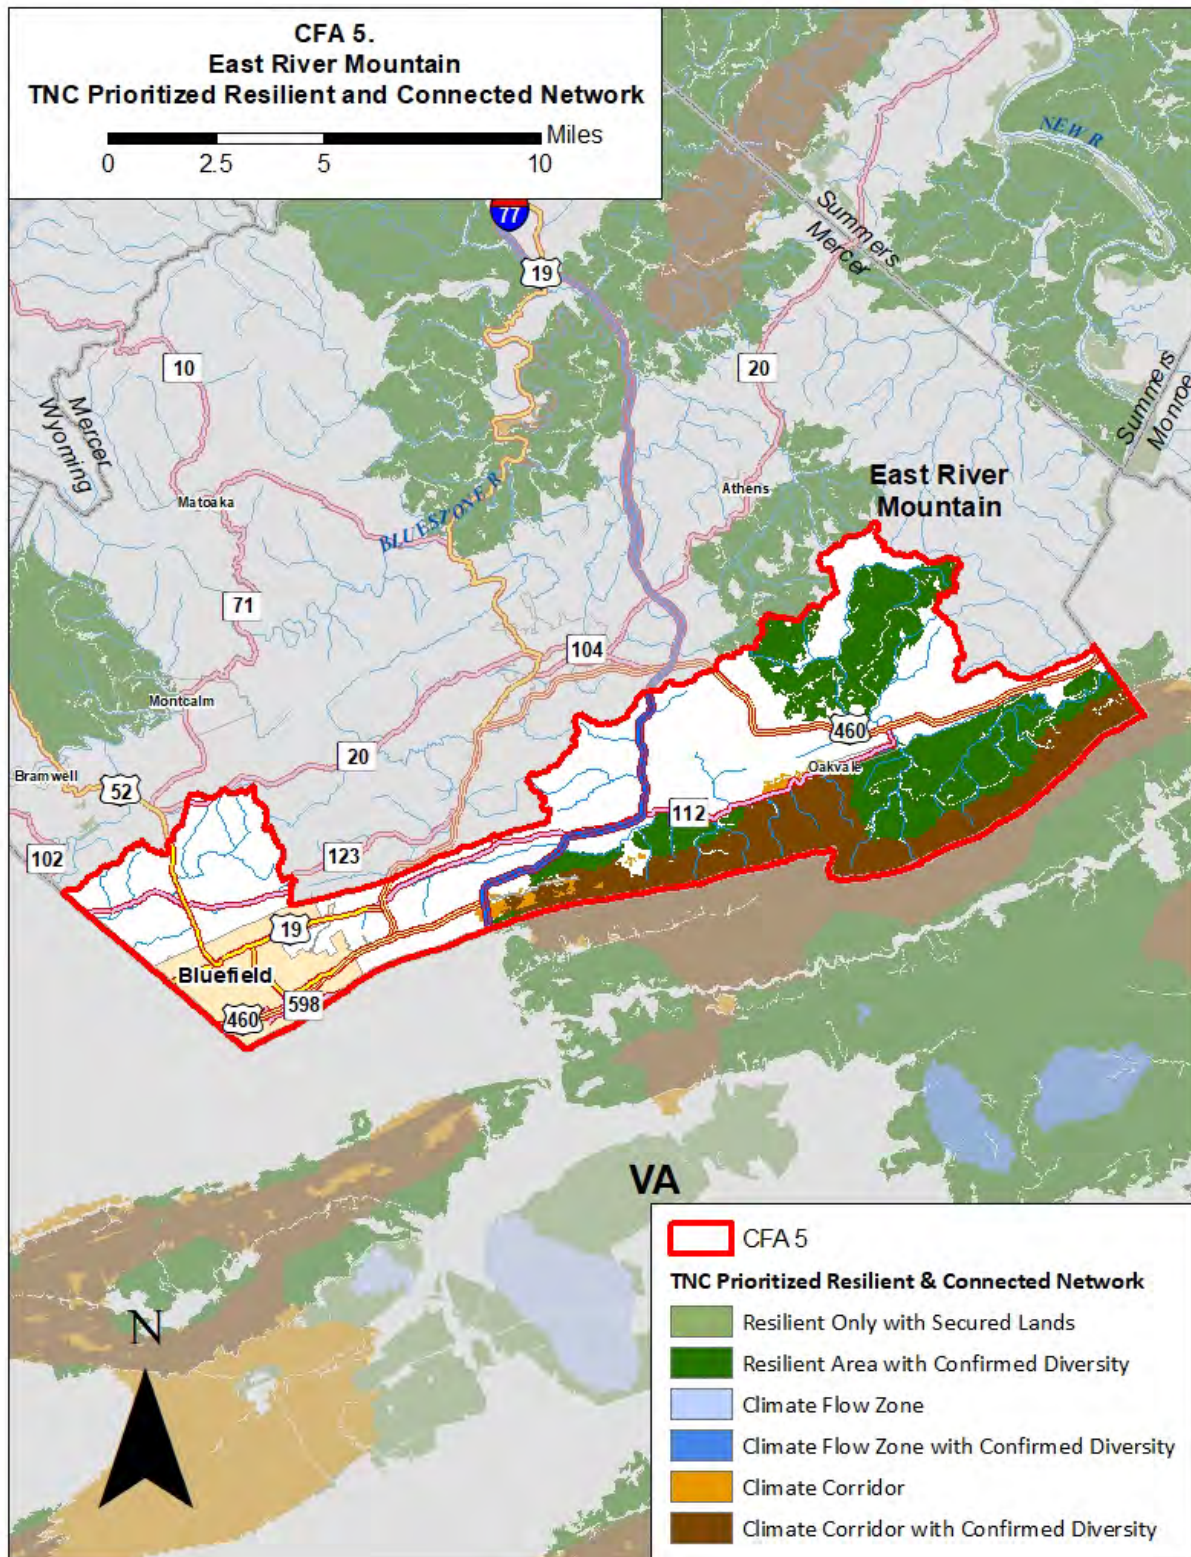 CFA 5.
East River Mountain
TNC Prioritized Resilient and Connected Network
Miles
0 2.5 5 10
NEW R
77
19
Summers
Mercer
10
20
Mercer
Wyoming
Summers
Monroe
Matoaka
BLUESTONE R
Athens
East River
Mountain
71
104
Montcalm
460
20
Oakvale
Bramwell
52
112
102
123
19
Bluefield
598
460
VA
CFA 5
TNC Prioritized Resilient & Connected Network
Resilient Only with Secured Lands
Resilient Area with Confirmed Diversity
Climate Flow Zone
Climate Flow Zone with Confirmed Diversity
Climate Corridor
Climate Corridor with Confirmed Diversity
N